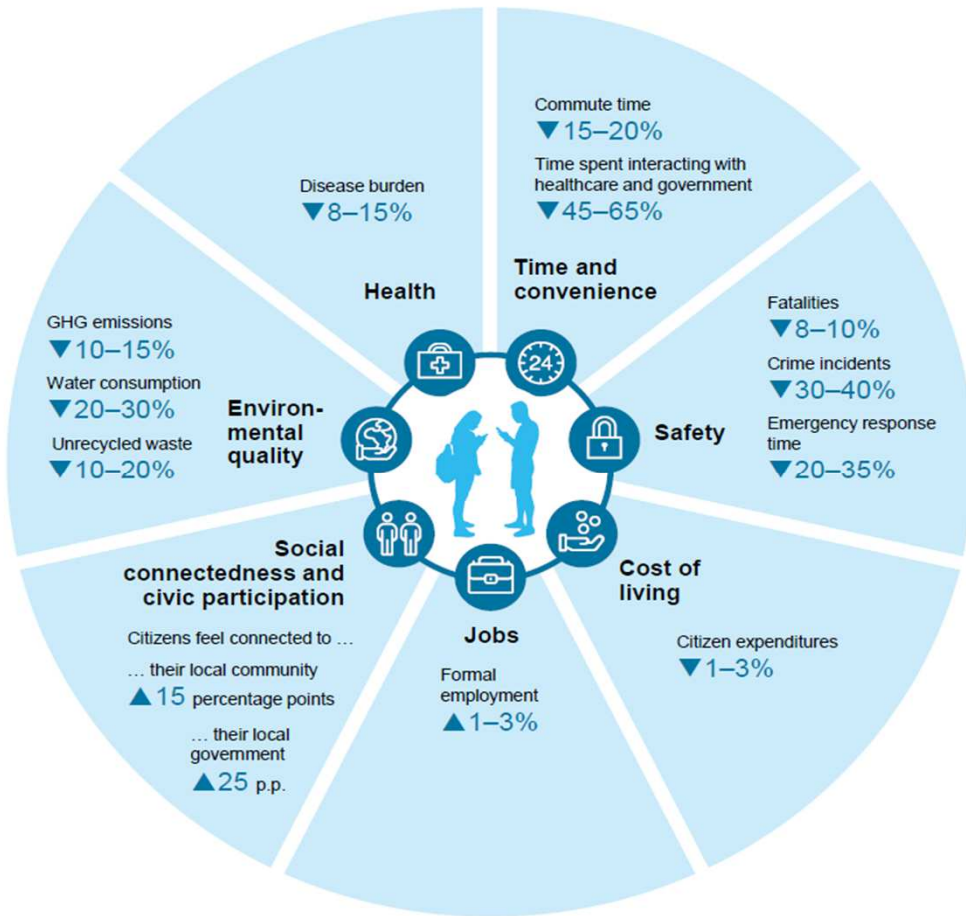 Commute time
▼15–20%
Time spent interacting with
healthcare and government
▼45–65%
Time and
convenience
24
Fatalities
▼8–10%
Crime incidents
▼30–40%
Emergency response
time
▼20–35%
Safety
Cost of
living
Citizen expenditures
▼1–3%
Jobs
Formal
employment
▲1–3%
Social
connectedness and
civic participation
Citizens feel connected to …
… their local community
▲15 percentage points
… their local
government
▲25 p.p.
GHG emissions
▼10–15%
Water consumption
▼20–30%
Unrecycled waste
▼10–20%
Environ-
mental
quality
Disease burden
▼8–15%
Health